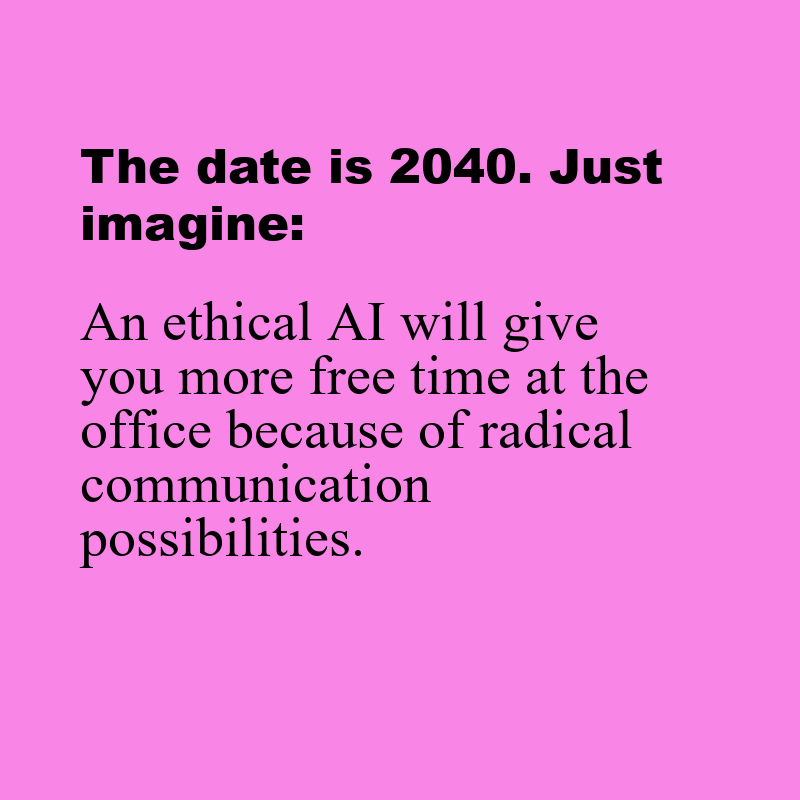 The date is 2040. Just
imagine:
An ethical AI will give
you more free time at the
office because of radical
communication
possibilities.